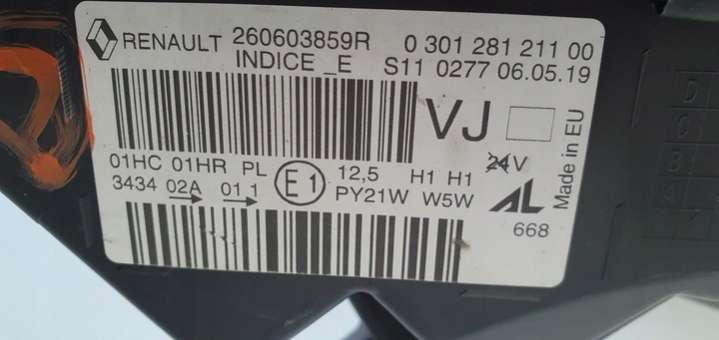 RENAULT 260603859R 0 301 281 211 00
INDICE _E S11 0277 06.05.19
VJ
01HC 01HR PL E1 12,5 H1 H1 24V
3434 02A 01 1 PY21W W5W AL
668
Made in EU